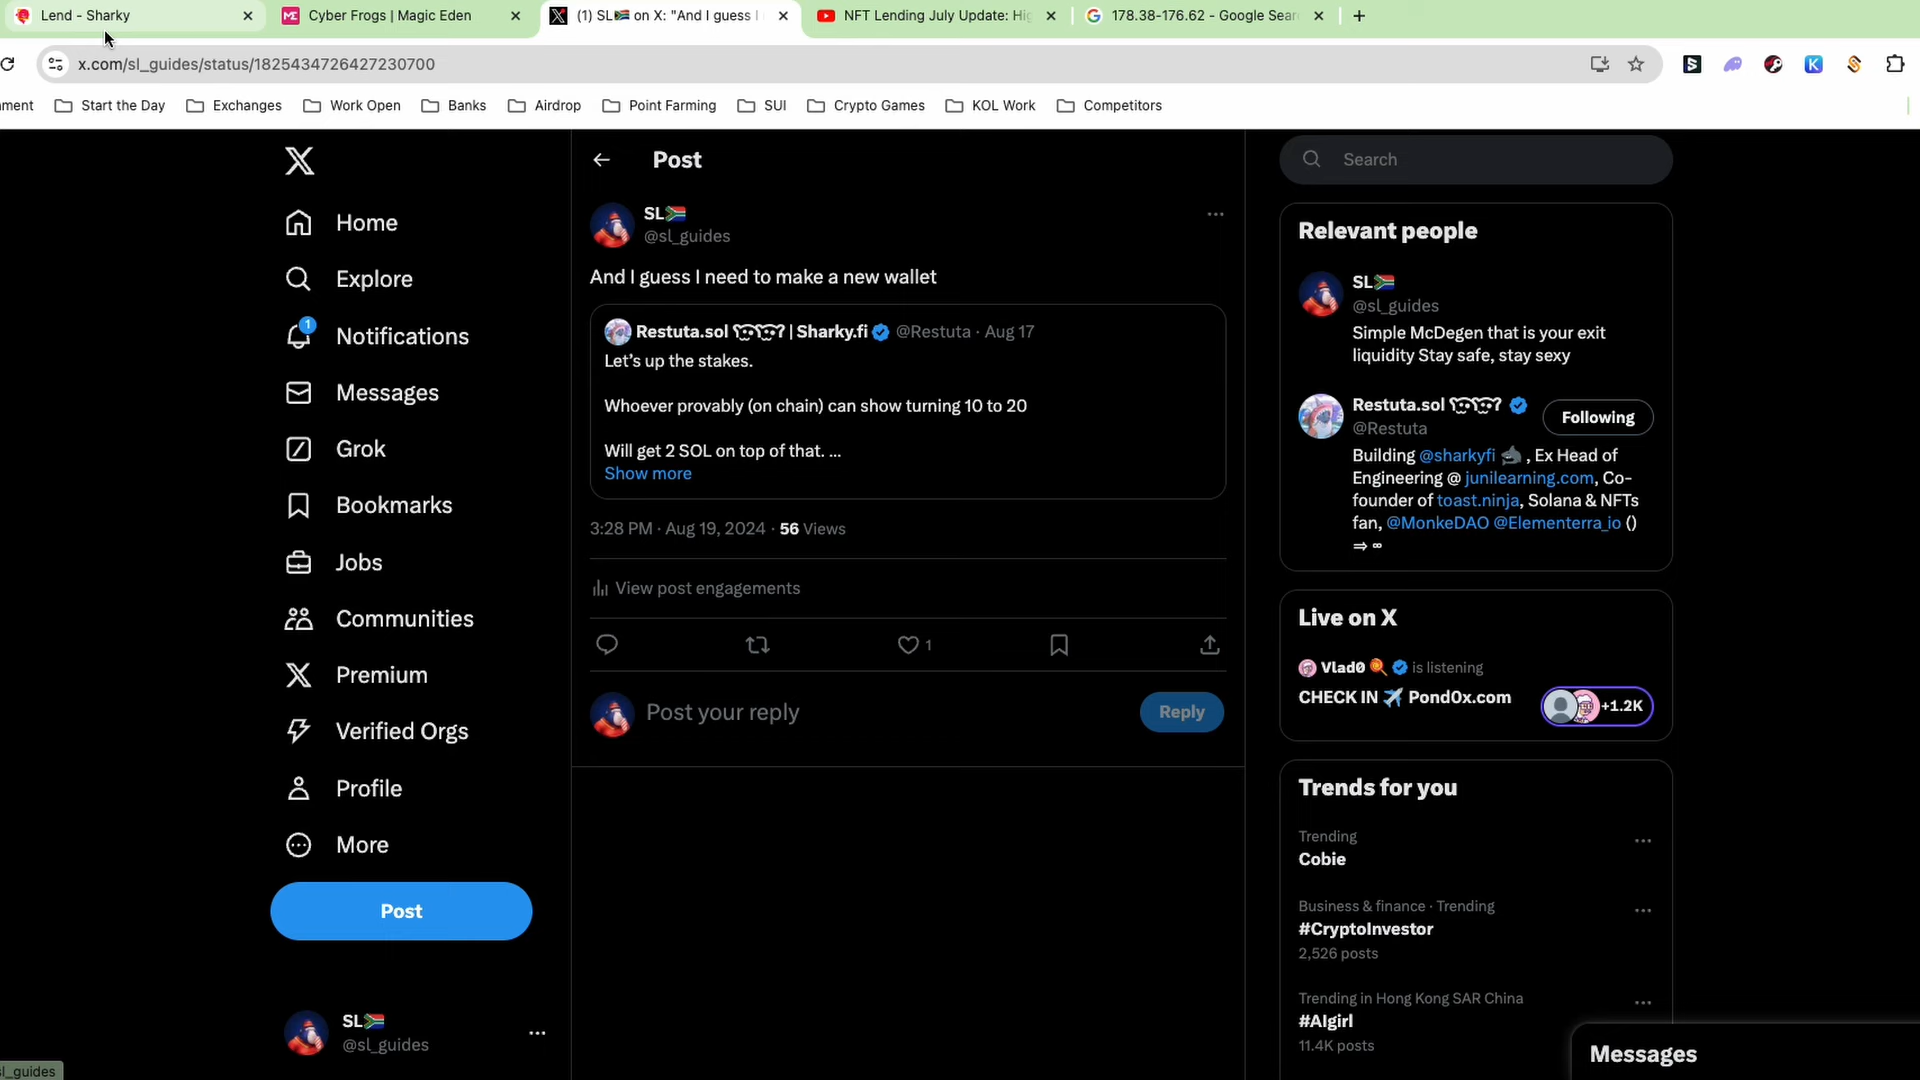 Lend - Sharky
Cyber Frogs | Magic Eden
(1) SL🇿🇦 on X: "And I guess I
NFT Lending July Update: Hig
178.38-176.62 - Google Sear
x.com/sl_guides/status/1825434726427230700
ment
Start the Day
Exchanges
Work Open
Banks
Airdrop
Point Farming
SUI
Crypto Games
KOL Work
Competitors
Home
Explore
1
Notifications
Messages
Grok
Bookmarks
Jobs
Communities
Premium
Verified Orgs
Profile
More
Post
SL🇿🇦
@sl_guides
sl_guides
Post
SL🇿🇦
@sl_guides
And I guess I need to make a new wallet
Restuta.sol | Sharky.fi @Restuta · Aug 17
Let's up the stakes.
Whoever provably (on chain) can show turning 10 to 20
Will get 2 SOL on top of that. ...
Show more
3:28 PM · Aug 19, 2024 · 56 Views
View post engagements
1
Post your reply
Reply
Search
Relevant people
SL🇿🇦
@sl_guides
Simple McDegen that is your exit
liquidity Stay safe, stay sexy
Restuta.sol
@Restuta
Following
Building @sharkyfi 🦈 , Ex Head of
Engineering @ junilearning.com, Co-
founder of toast.ninja, Solana & NFTs
fan, @MonkeDAO @Elementerra_io ()
⇒ ∞
Live on X
Vlad0 is listening
CHECK IN ✈️ Pond0x.com
+1.2K
Trends for you
Trending
Cobie
Business & finance · Trending
#CryptoInvestor
2,526 posts
Trending in Hong Kong SAR China
#AIgirl
11.4K posts
Messages